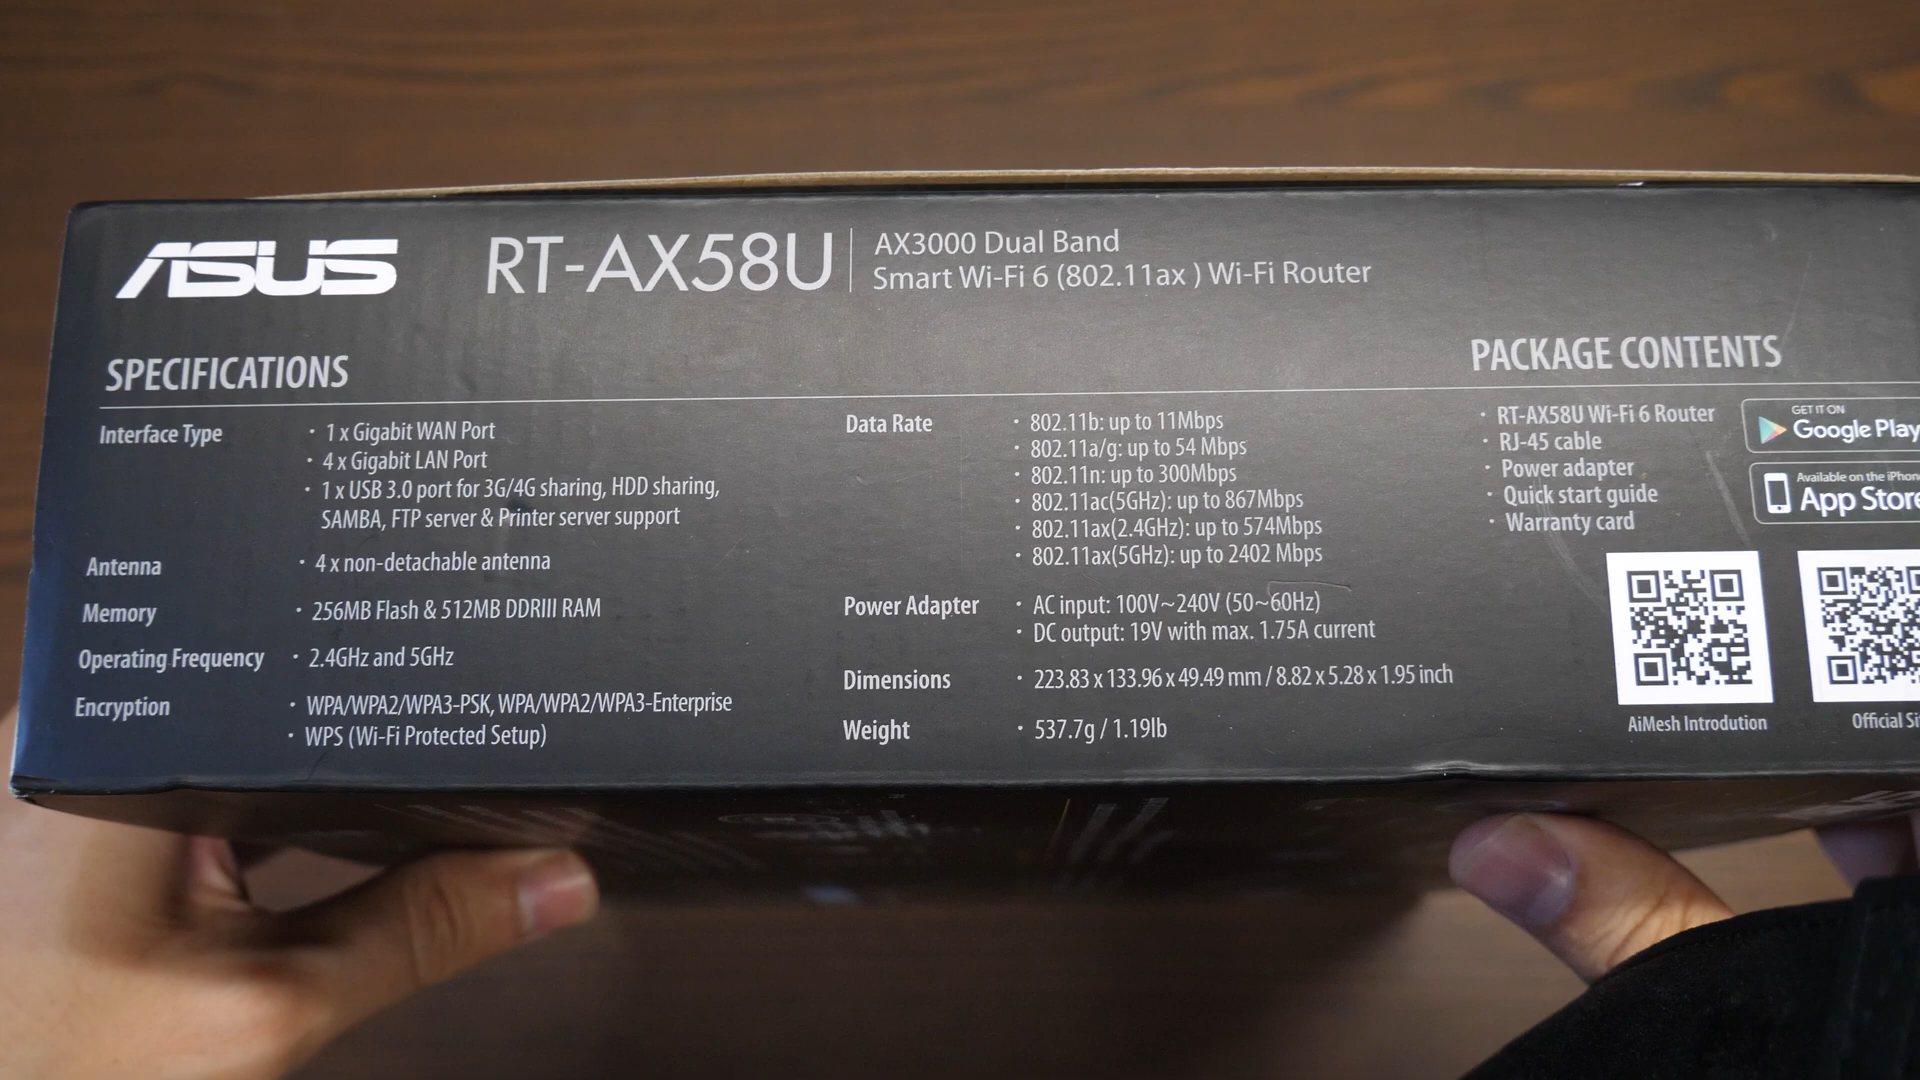 ASUS
RT-AX58U
AX3000 Dual Band
Smart Wi-Fi 6 (802.11ax ) Wi-Fi Router
SPECIFICATIONS
Interface Type
· 1 x Gigabit WAN Port
· 4 x Gigabit LAN Port
· 1 x USB 3.0 port for 3G/4G sharing, HDD sharing,
SAMBA, FTP server & Printer server support
Antenna
· 4 x non-detachable antenna
Memory
· 256MB Flash & 512MB DDRIII RAM
Operating Frequency
· 2.4GHz and 5GHz
Encryption
· WPA/WPA2/WPA3-PSK, WPA/WPA2/WPA3-Enterprise
· WPS (Wi-Fi Protected Setup)
Data Rate
· 802.11b: up to 11Mbps
· 802.11a/g: up to 54 Mbps
· 802.11n: up to 300Mbps
· 802.11ac(5GHz): up to 867Mbps
· 802.11ax(2.4GHz): up to 574Mbps
· 802.11ax(5GHz): up to 2402 Mbps
Power Adapter
· AC input: 100V~240V (50~60Hz)
· DC output: 19V with max. 1.75A current
Dimensions
· 223.83 x 133.96 x 49.49 mm / 8.82 x 5.28 x 1.95 inch
Weight
· 537.7g / 1.19lb
PACKAGE CONTENTS
· RT-AX58U Wi-Fi 6 Router
· RJ-45 cable
· Power adapter
· Quick start guide
· Warranty card
GET IT ON
Google Play
Available on the iPhone
App Store
AiMesh Introdution
Official